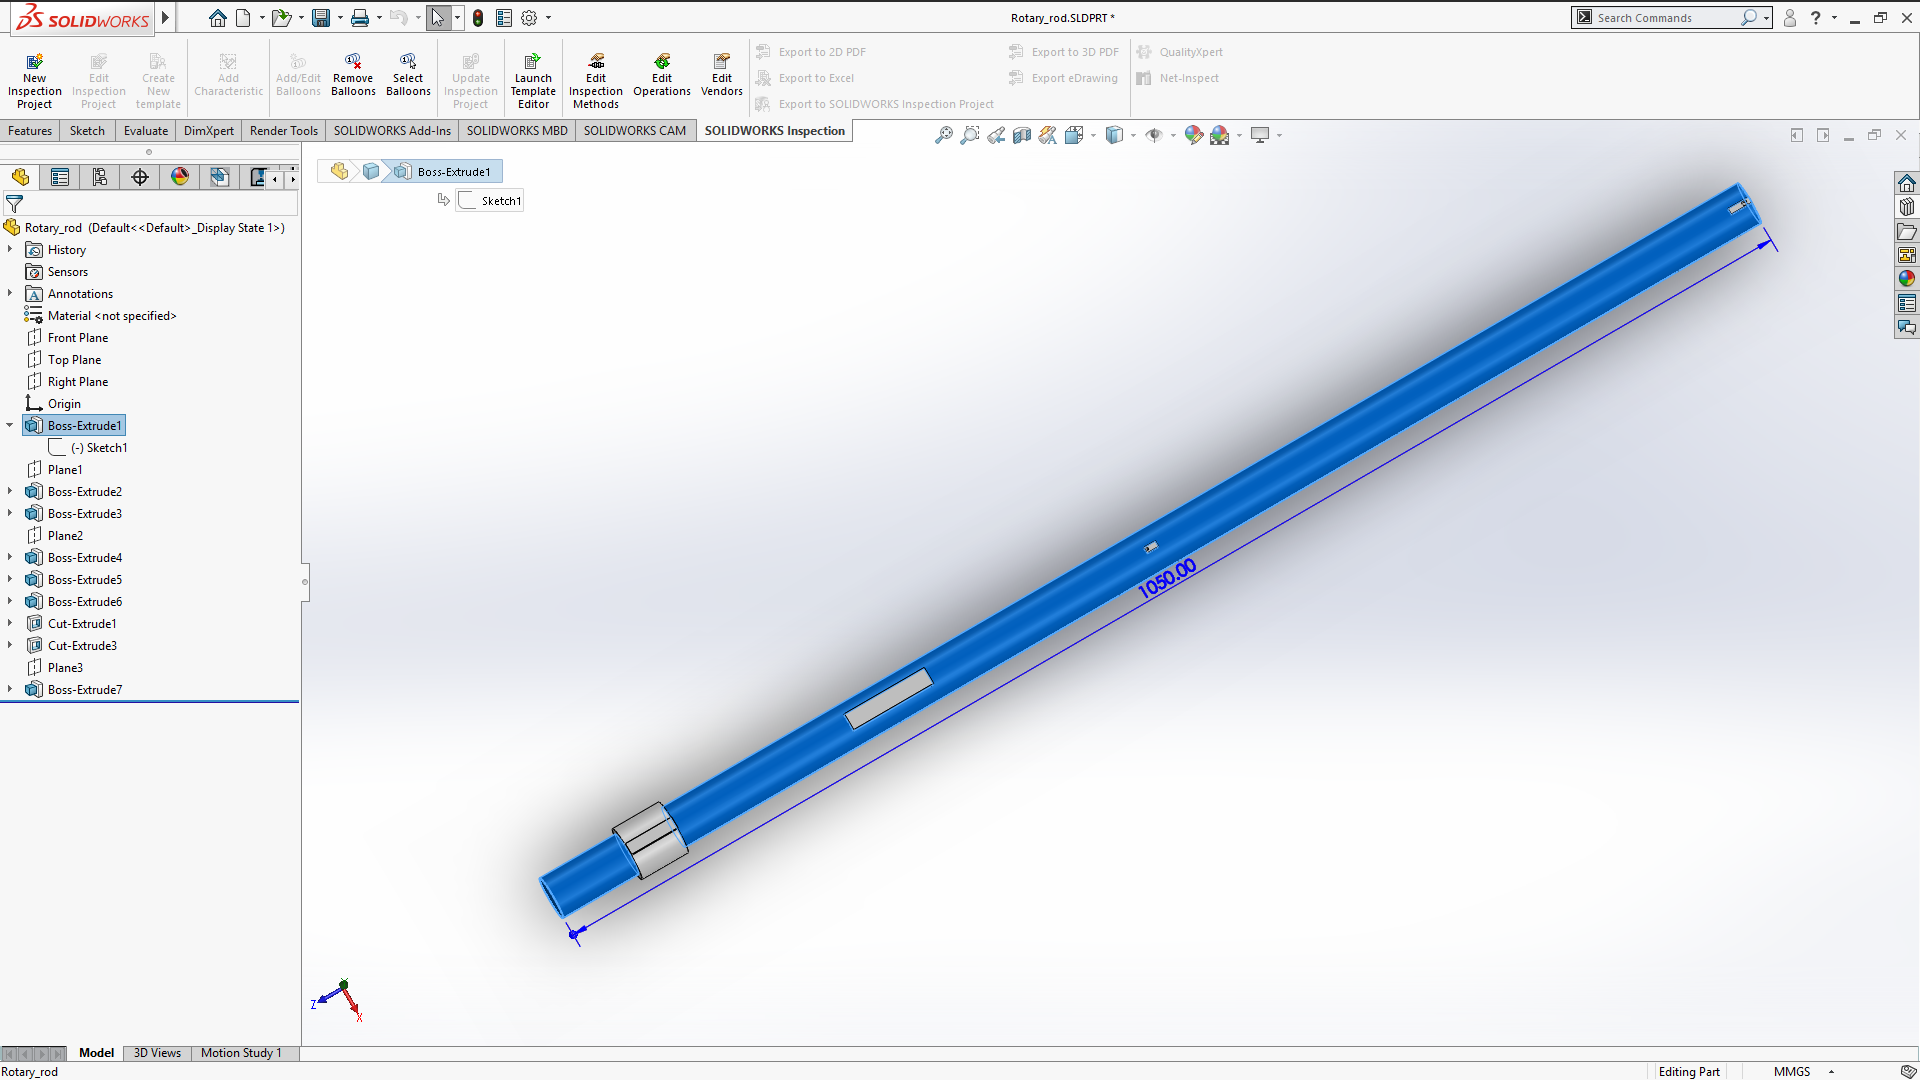 SOLIDWORKS
Rotary_rod.SLDPRT *
Search Commands
New Inspection Project
Edit Inspection Project
Create New template
Add Characteristic
Add/Edit Balloons
Remove Balloons
Select Balloons
Update Inspection Project
Launch Template Editor
Edit Inspection Methods
Edit Operations
Edit Vendors
Export to 2D PDF
Export to Excel
Export to SOLIDWORKS Inspection Project
Export to 3D PDF
Export eDrawing
QualityXpert
Net-Inspect
Features Sketch Evaluate DimXpert Render Tools SOLIDWORKS Add-Ins SOLIDWORKS MBD SOLIDWORKS CAM SOLIDWORKS Inspection
Boss-Extrude1
Sketch1
Rotary_rod (Default<<Default>_Display State 1>)
History
Sensors
Annotations
Material <not specified>
Front Plane
Top Plane
Right Plane
Origin
Boss-Extrude1
(-) Sketch1
Plane1
Boss-Extrude2
Boss-Extrude3
Plane2
Boss-Extrude4
Boss-Extrude5
Boss-Extrude6
Cut-Extrude1
Cut-Extrude3
Plane3
Boss-Extrude7
1050.00
Z
X
Model 3D Views Motion Study 1
Rotary_rod
Editing Part
MMGS